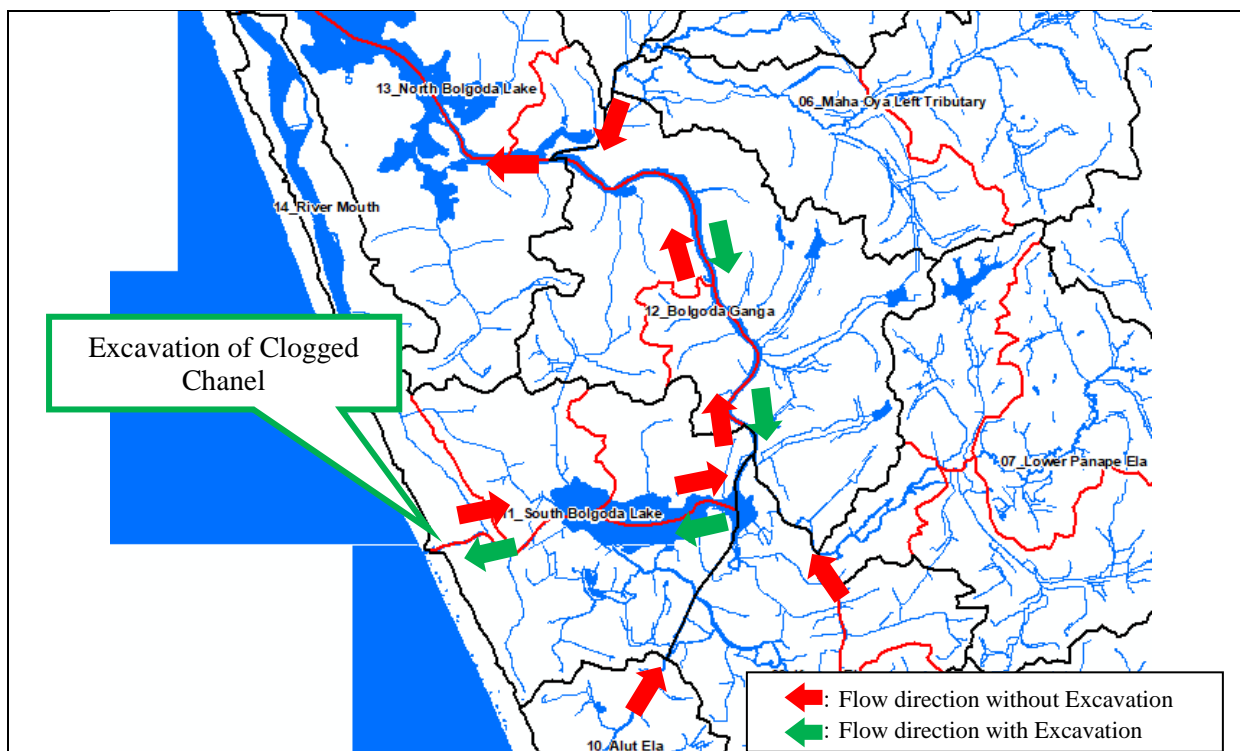 13_North Bolgoda Lake
06_Maha Oya Left Tributary
14_River Mouth
12_Bolgoda Ganga
Excavation of Clogged
Chanel
07_Lower Panape Ela
11_South Bolgoda Lake
10_Alut Ela
: Flow direction without Excavation
: Flow direction with Excavation